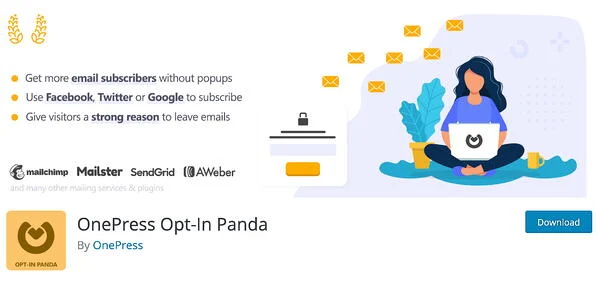 Get more email subscribers without popups
Use Facebook, Twitter or Google to subscribe
Give visitors a strong reason to leave emails
mailchimp Mailster SendGrid AWeber
and many other mailing services & plugins
OnePress Opt-In Panda
Download
By OnePress
OPT-IN PANDA